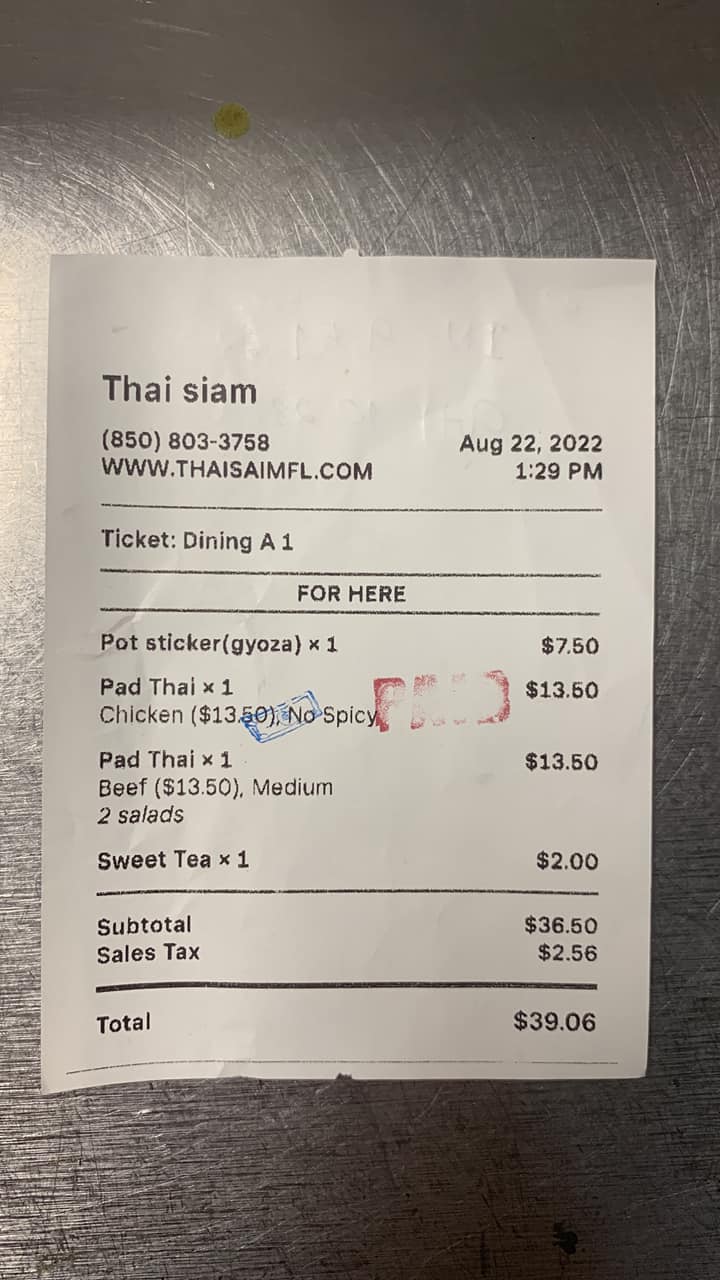 Thai siam
(850) 803-3758 Aug 22, 2022
WWW.THAISAIMFL.COM 1:29 PM
Ticket: Dining A 1
FOR HERE
Pot sticker(gyoza) × 1 $7.50
Pad Thai × 1 $13.50
Chicken ($13.50), No Spicy
Pad Thai × 1 $13.50
Beef ($13.50), Medium
2 salads
Sweet Tea × 1 $2.00
Subtotal $36.50
Sales Tax $2.56
Total $39.06